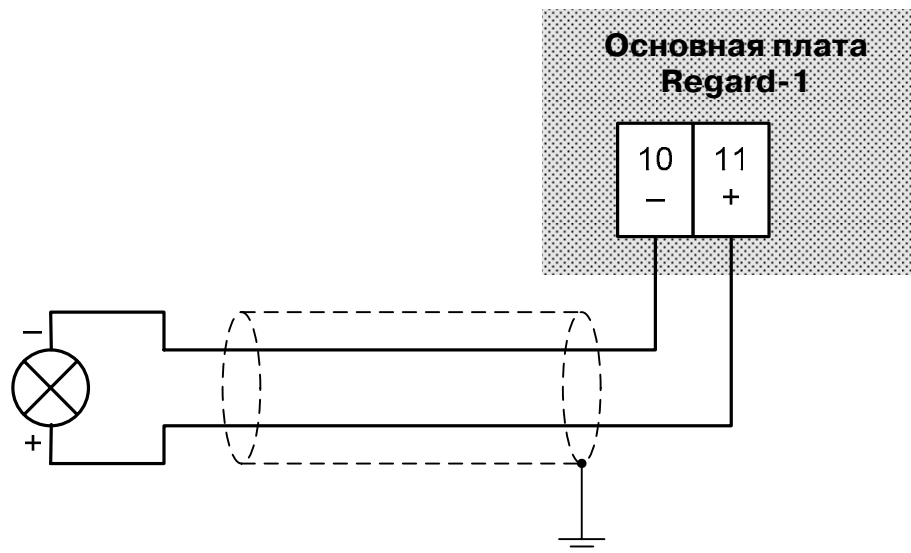 Основная плата
Regard-1
10 11
– +
–
+